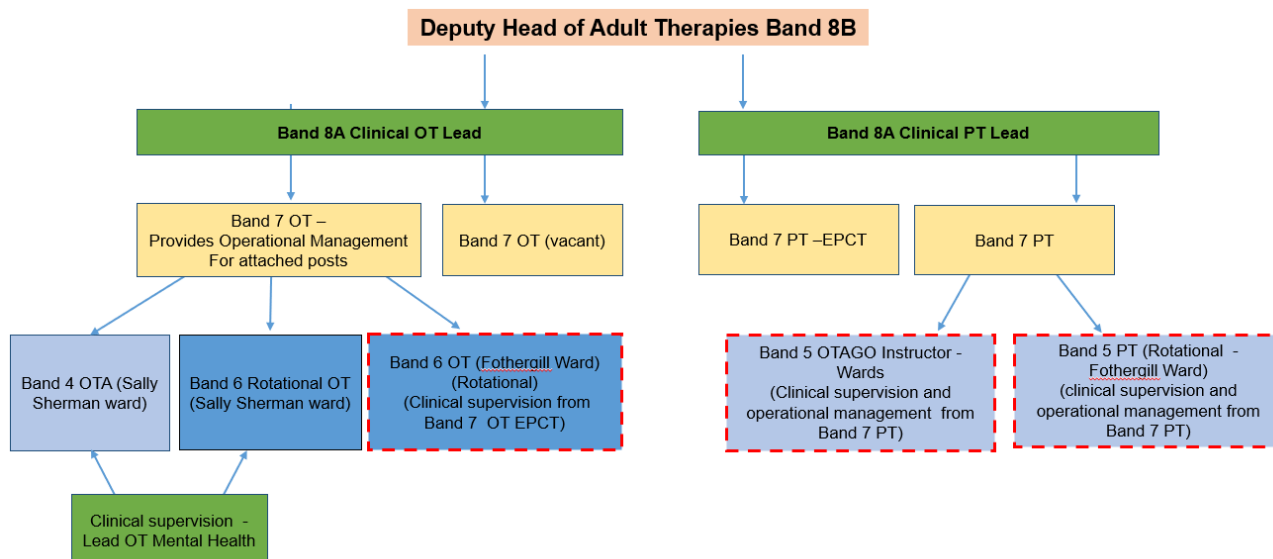 Deputy Head of Adult Therapies Band 8B
Band 8A Clinical OT Lead
Band 8A Clinical PT Lead
Band 7 OT –
Provides Operational Management
For attached posts
Band 7 OT (vacant)
Band 7 PT –EPCT
Band 7 PT
Band 4 OTA (Sally
Sherman ward)
Band 6 Rotational OT
(Sally Sherman ward)
Band 6 OT (Fothergill Ward)
(Rotational)
(Clinical supervision from
Band 7 OT EPCT)
Band 5 OTAGO Instructor -
Wards
(Clinical supervision and
operational management from
Band 7 PT)
Band 5 PT (Rotational -
Fothergill Ward)
(clinical supervision and
operational management from
Band 7 PT)
Clinical supervision -
Lead OT Mental Health